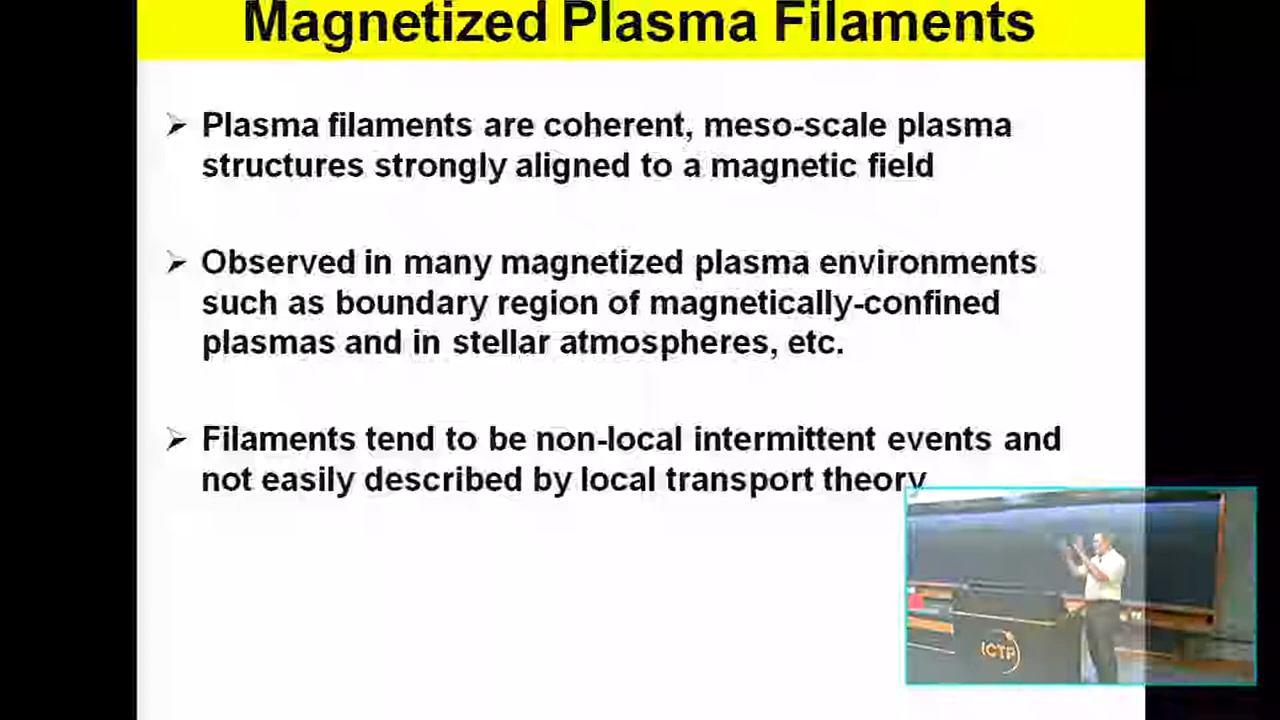 Magnetized Plasma Filaments
➢ Plasma filaments are coherent, meso-scale plasma
structures strongly aligned to a magnetic field
➢ Observed in many magnetized plasma environments
such as boundary region of magnetically-confined
plasmas and in stellar atmospheres, etc.
➢ Filaments tend to be non-local intermittent events and
not easily described by local transport theory
ICTP